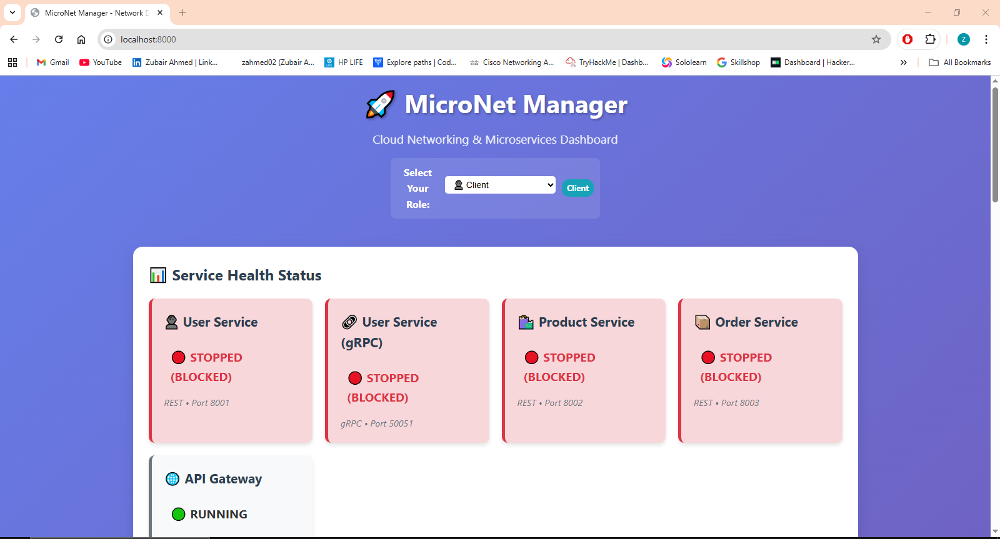 MicroNet Manager - Network D
localhost:8000
Z
Gmail
YouTube
Zubair Ahmed | Link...
zahmed02 (Zubair A...
HP LIFE
Explore paths | Cod...
Cisco Networking A...
TryHackMe | Dashb...
Sololearn
Skillshop
Dashboard | Hacker...
All Bookmarks
MicroNet Manager
Cloud Networking & Microservices Dashboard
Select
Your
Role:
Client
Client
Service Health Status
User Service
STOPPED
(BLOCKED)
REST • Port 8001
User Service
(gRPC)
STOPPED
(BLOCKED)
gRPC • Port 50051
Product Service
STOPPED
(BLOCKED)
REST • Port 8002
Order Service
STOPPED
(BLOCKED)
REST • Port 8003
API Gateway
RUNNING